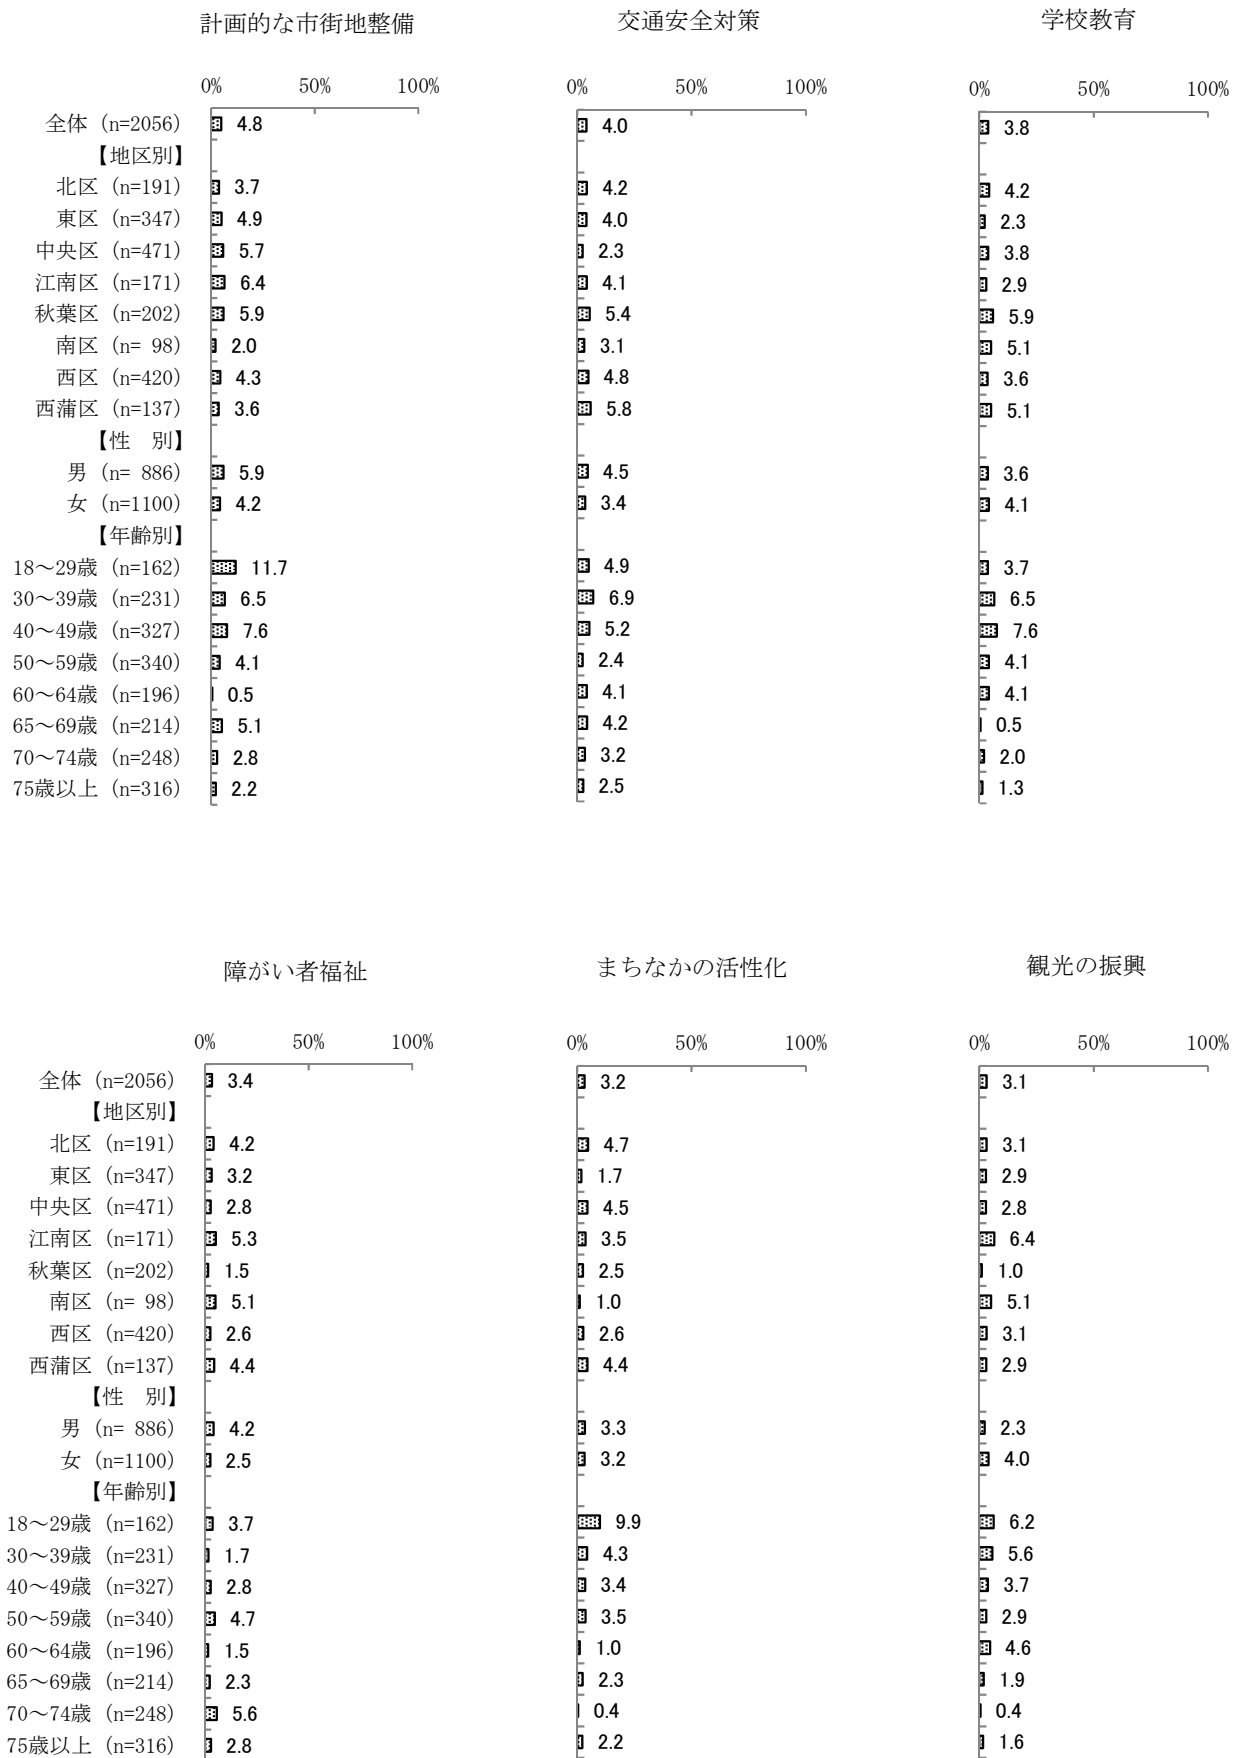 計画的な市街地整備 交通安全対策 学校教育
0% 50% 100% 0% 50% 100% 0% 50% 100%
全体 (n=2056) 4.8 4.0 3.8
【地区別】
北区 (n=191) 3.7 4.2 4.2
東区 (n=347) 4.9 4.0 2.3
中央区 (n=471) 5.7 2.3 3.8
江南区 (n=171) 6.4 4.1 2.9
秋葉区 (n=202) 5.9 5.4 5.9
南区 (n= 98) 2.0 3.1 5.1
西区 (n=420) 4.3 4.8 3.6
西蒲区 (n=137) 3.6 5.8 5.1
【性　別】
男 (n= 886) 5.9 4.5 3.6
女 (n=1100) 4.2 3.4 4.1
【年齢別】
18～29歳 (n=162) 11.7 4.9 3.7
30～39歳 (n=231) 6.5 6.9 6.5
40～49歳 (n=327) 7.6 5.2 7.6
50～59歳 (n=340) 4.1 2.4 4.1
60～64歳 (n=196) 0.5 4.1 4.1
65～69歳 (n=214) 5.1 4.2 0.5
70～74歳 (n=248) 2.8 3.2 2.0
75歳以上 (n=316) 2.2 2.5 1.3
障がい者福祉 まちなかの活性化 観光の振興
0% 50% 100% 0% 50% 100% 0% 50% 100%
全体 (n=2056) 3.4 3.2 3.1
【地区別】
北区 (n=191) 4.2 4.7 3.1
東区 (n=347) 3.2 1.7 2.9
中央区 (n=471) 2.8 4.5 2.8
江南区 (n=171) 5.3 3.5 6.4
秋葉区 (n=202) 1.5 2.5 1.0
南区 (n= 98) 5.1 1.0 5.1
西区 (n=420) 2.6 2.6 3.1
西蒲区 (n=137) 4.4 4.4 2.9
【性　別】
男 (n= 886) 4.2 3.3 2.3
女 (n=1100) 2.5 3.2 4.0
【年齢別】
18～29歳 (n=162) 3.7 9.9 6.2
30～39歳 (n=231) 1.7 4.3 5.6
40～49歳 (n=327) 2.8 3.4 3.7
50～59歳 (n=340) 4.7 3.5 2.9
60～64歳 (n=196) 1.5 1.0 4.6
65～69歳 (n=214) 2.3 2.3 1.9
70～74歳 (n=248) 5.6 0.4 0.4
75歳以上 (n=316) 2.8 2.2 1.6